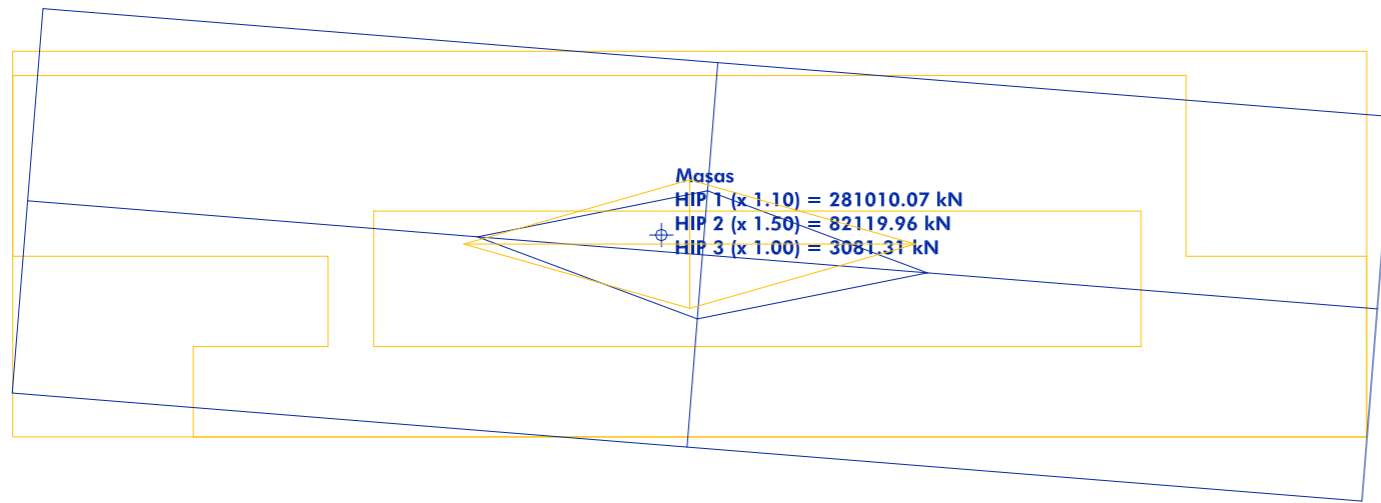 Masas
HIP 1 (x 1.10) = 281010.07 kN
HIP 2 (x 1.50) = 82119.96 kN
HIP 3 (x 1.00) = 3081.31 kN